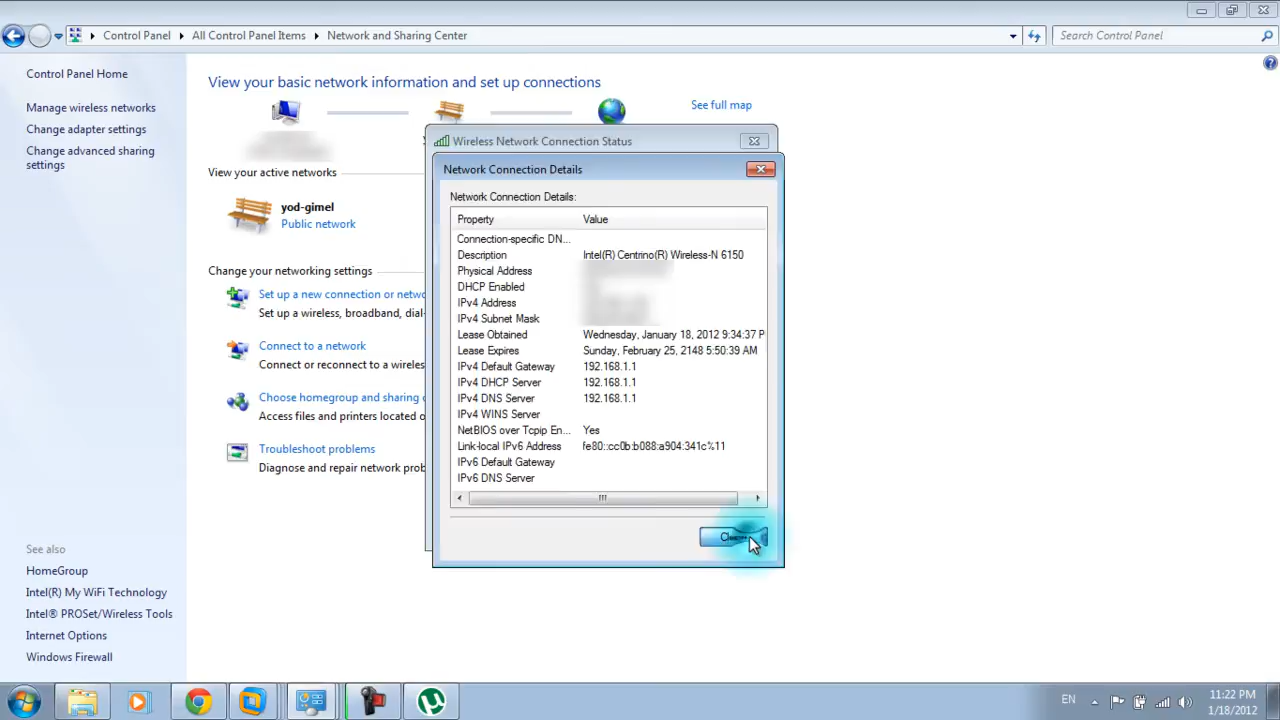 Control Panel
All Control Panel Items
Network and Sharing Center
Search Control Panel
Control Panel Home
Manage wireless networks
Change adapter settings
Change advanced sharing
settings
See also
HomeGroup
Intel(R) My WiFi Technology
Intel® PROSet/Wireless Tools
Internet Options
Windows Firewall
View your basic network information and set up connections
See full map
View your active networks
yod-gimel
Public network
Change your networking settings
Set up a new connection or netwo
Set up a wireless, broadband, dial-
Connect to a network
Connect or reconnect to a wireles
Choose homegroup and sharing
Access files and printers located o
Troubleshoot problems
Diagnose and repair network prob
Wireless Network Connection Status
Network Connection Details
Network Connection Details:
Property Value
Connection-specific DN...
Description Intel(R) Centrino(R) Wireless-N 6150
Physical Address
DHCP Enabled
IPv4 Address
IPv4 Subnet Mask
Lease Obtained Wednesday, January 18, 2012 9:34:37 P
Lease Expires Sunday, February 25, 2148 5:50:39 AM
IPv4 Default Gateway 192.168.1.1
IPv4 DHCP Server 192.168.1.1
IPv4 DNS Server 192.168.1.1
IPv4 WINS Server
NetBIOS over Tcpip En... Yes
Link-local IPv6 Address fe80::cc0b:b088:a904:341c%11
IPv6 Default Gateway
IPv6 DNS Server
EN
11:22 PM
1/18/2012